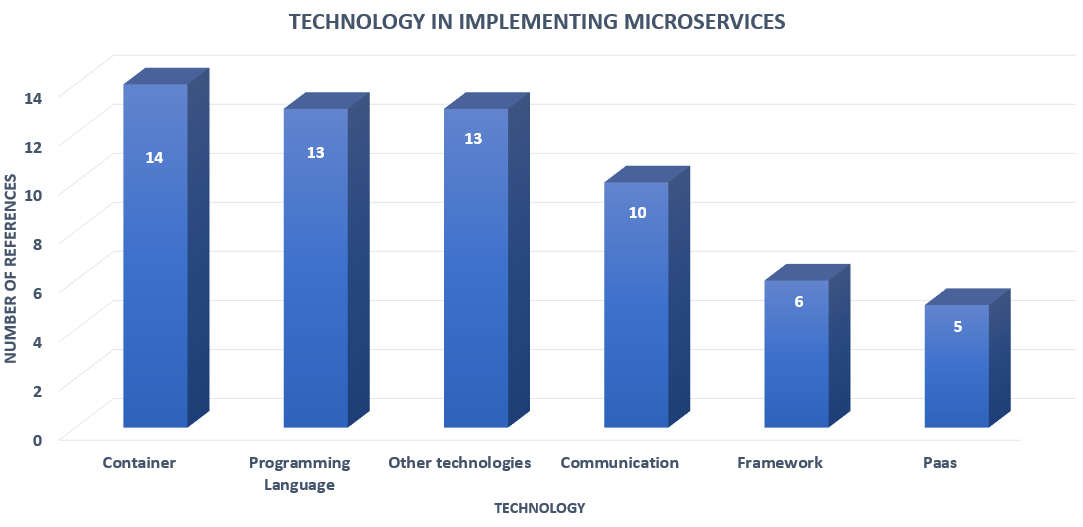 TECHNOLOGY IN IMPLEMENTING MICROSERVICES
NUMBER OF REFERENCES
14
12
10
8
6
4
2
0
14
13
13
10
6
5
Container
Programming
Language
Other technologies
Communication
Framework
Paas
TECHNOLOGY